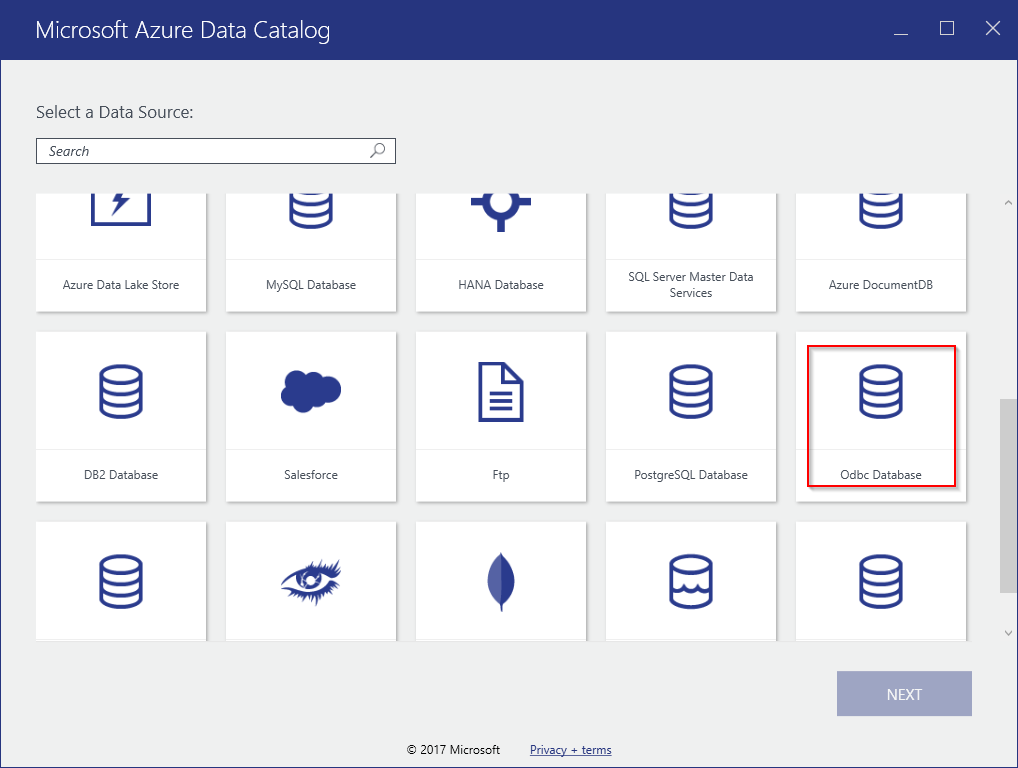 Microsoft Azure Data Catalog
Select a Data Source:
Search
Azure Data Lake Store
MySQL Database
HANA Database
SQL Server Master Data
Services
Azure DocumentDB
DB2 Database
Salesforce
Ftp
PostgreSQL Database
Odbc Database
NEXT
© 2017 Microsoft
Privacy + terms